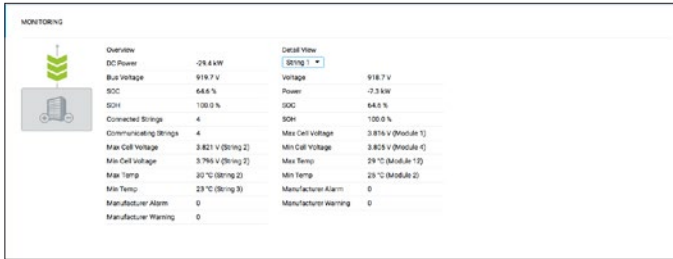 MONITORING
Overview
DC Power -29.4 kW
Bus Voltage 919.7 V
SOC 64.6 %
SOH 100.0 %
Connected Strings 4
Communicating Strings 4
Max Cell Voltage 3.821 V (String 2)
Min Cell Voltage 3.796 V (String 2)
Max Temp 30 °C (String 2)
Min Temp 23 °C (String 3)
Manufacturer Alarm 0
Manufacturer Warning 0
Detail View
String 1
Voltage 918.7 V
Power -7.3 kW
SOC 64.6 %
SOH 100.0 %
Max Cell Voltage 3.816 V (Module 1)
Min Cell Voltage 3.805 V (Module 4)
Max Temp 29 °C (Module 12)
Min Temp 25 °C (Module 2)
Manufacturer Alarm 0
Manufacturer Warning 0